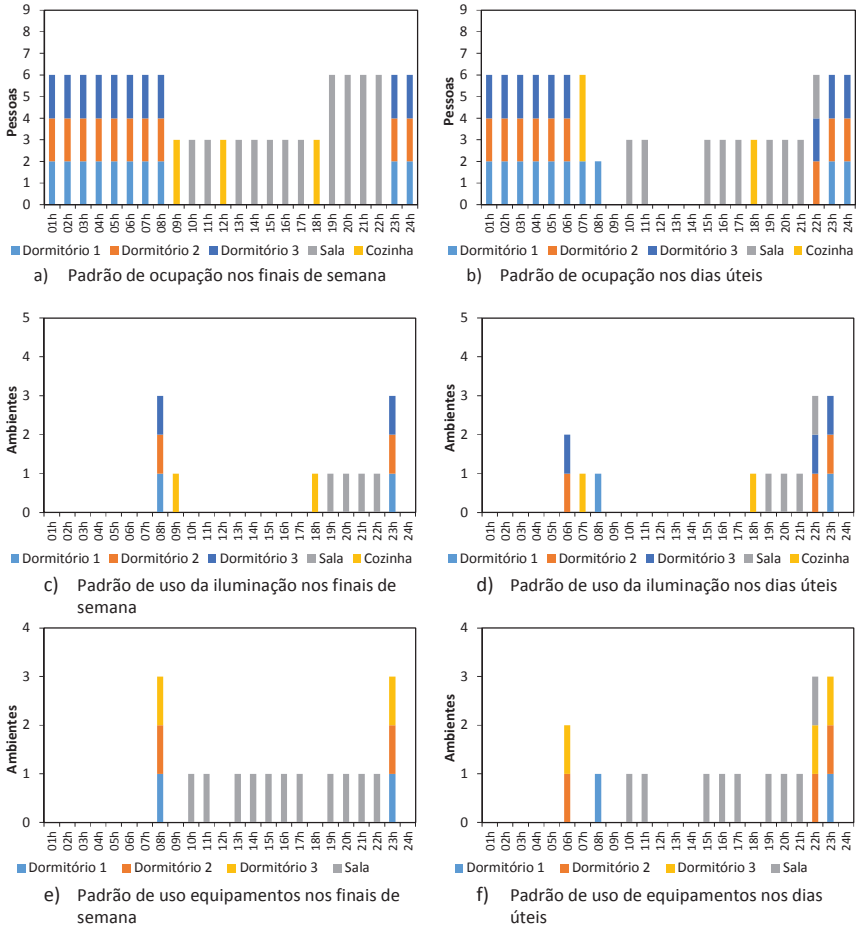 9
8
7
6
5
4
3
2
1
0
Pessoas
01h 02h 03h 04h 05h 06h 07h 08h 09h 10h 11h 12h 13h 14h 15h 16h 17h 18h 19h 20h 21h 22h 23h 24h
Dormitório 1 Dormitório 2 Dormitório 3 Sala Cozinha
a) Padrão de ocupação nos finais de semana
9
8
7
6
5
4
3
2
1
0
Pessoas
01h 02h 03h 04h 05h 06h 07h 08h 09h 10h 11h 12h 13h 14h 15h 16h 17h 18h 19h 20h 21h 22h 23h 24h
Dormitório 1 Dormitório 2 Dormitório 3 Sala Cozinha
b) Padrão de ocupação nos dias úteis
5
4
3
2
1
0
Ambientes
01h 02h 03h 04h 05h 06h 07h 08h 09h 10h 11h 12h 13h 14h 15h 16h 17h 18h 19h 20h 21h 22h 23h 24h
Dormitório 1 Dormitório 2 Dormitório 3 Sala Cozinha
c) Padrão de uso da iluminação nos finais de
semana
5
4
3
2
1
0
Ambientes
01h 02h 03h 04h 05h 06h 07h 08h 09h 10h 11h 12h 13h 14h 15h 16h 17h 18h 19h 20h 21h 22h 23h 24h
Dormitório 1 Dormitório 2 Dormitório 3 Sala Cozinha
d) Padrão de uso da iluminação nos dias úteis
4
3
2
1
0
Ambientes
01h 02h 03h 04h 05h 06h 07h 08h 09h 10h 11h 12h 13h 14h 15h 16h 17h 18h 19h 20h 21h 22h 23h 24h
Dormitório 1 Dormitório 2 Dormitório 3 Sala
e) Padrão de uso equipamentos nos finais de
semana
4
3
2
1
0
Ambientes
01h 02h 03h 04h 05h 06h 07h 08h 09h 10h 11h 12h 13h 14h 15h 16h 17h 18h 19h 20h 21h 22h 23h 24h
Dormitório 1 Dormitório 2 Dormitório 3 Sala
f) Padrão de uso de equipamentos nos dias
úteis